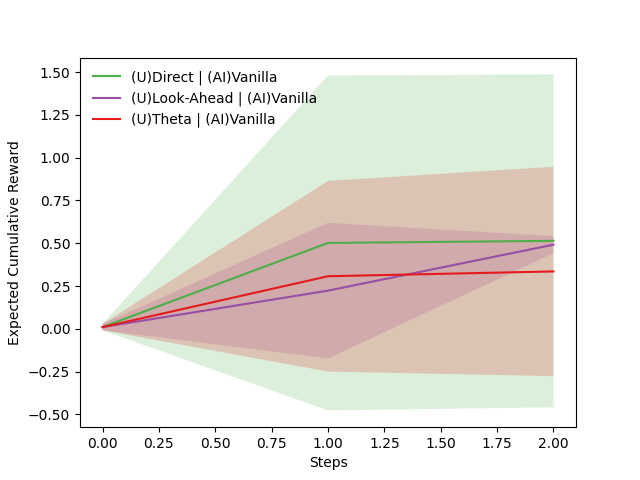 (U)Direct | (AI)Vanilla
(U)Look-Ahead | (AI)Vanilla
(U)Theta | (AI)Vanilla
Expected Cumulative Reward
1.50
1.25
1.00
0.75
0.50
0.25
0.00
−0.25
−0.50
0.00 0.25 0.50 0.75 1.00 1.25 1.50 1.75 2.00
Steps